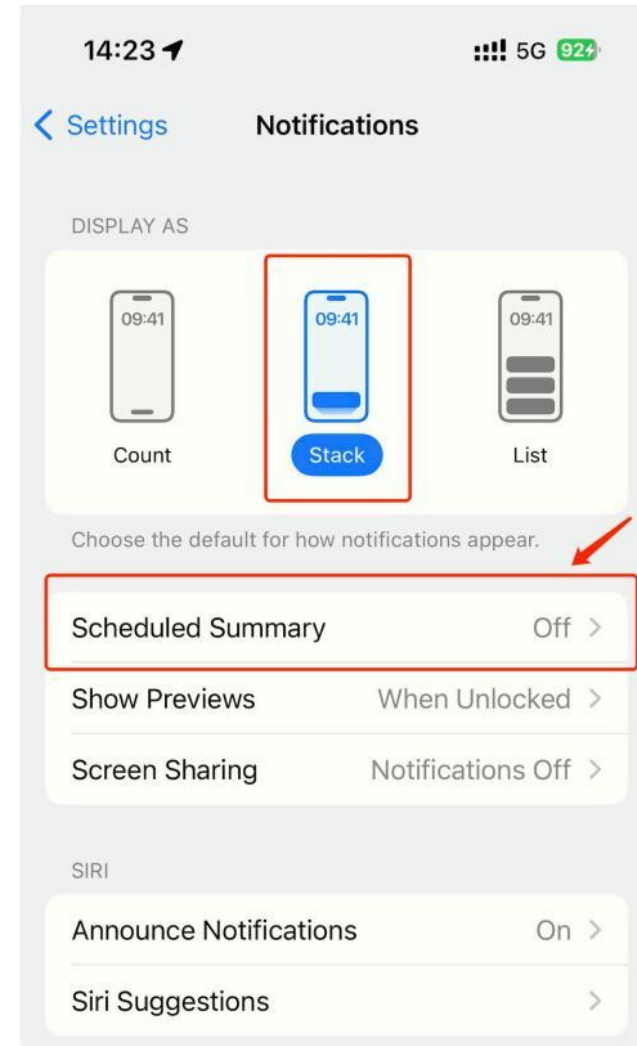 14:23 5G 92
Settings Notifications
DISPLAY AS
09:41 09:41 09:41
Count Stack List
Choose the default for how notifications appear.
Scheduled Summary Off
Show Previews When Unlocked
Screen Sharing Notifications Off
SIRI
Announce Notifications On
Siri Suggestions